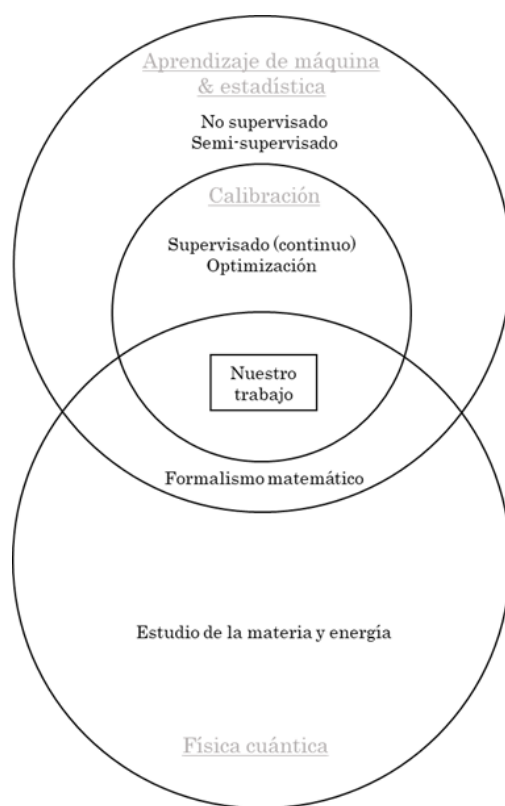 Aprendizaje de máquina
& estadística
No supervisado
Semi-supervisado
Calibración
Supervisado (continuo)
Optimización
Nuestro
trabajo
Formalismo matemático
Estudio de la materia y energía
Física cuántica